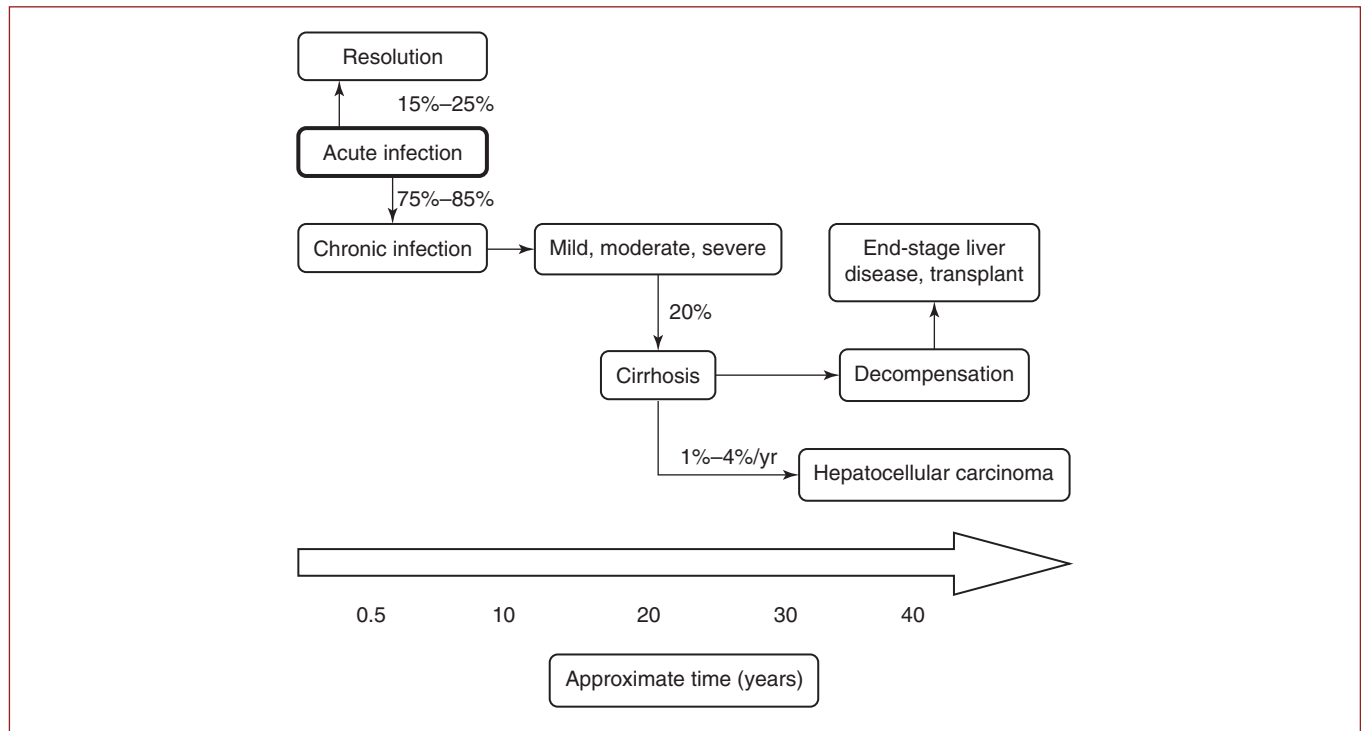 Resolution
15%–25%
Acute infection
75%–85%
Chronic infection
Mild, moderate, severe
End-stage liver
disease, transplant
20%
Cirrhosis
Decompensation
1%–4%/yr
Hepatocellular carcinoma
0.5 10 20 30 40
Approximate time (years)